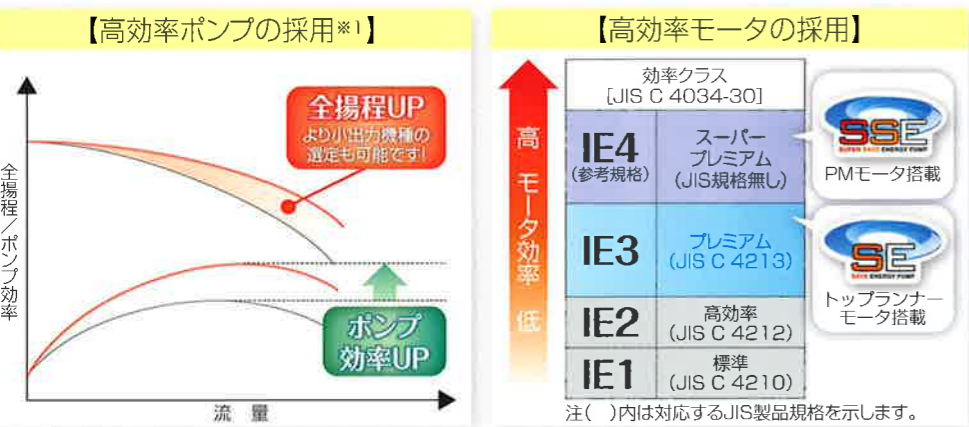 【高効率ポンプの採用※1】
全揚程UP
より小出力機種の
選定も可能です!
全揚程/ポンプ効率
ポンプ
効率UP
流量
【高効率モータの採用】
高 モータ効率 低
効率クラス
[JIS C 4034-30]
IE4
(参考規格)
スーパー
プレミアム
(JIS規格無し)
IE3
プレミアム
(JIS C 4213)
IE2
高効率
(JIS C 4212)
IE1
標準
(JIS C 4210)
SSE
SUPER SAVE ENERGY PUMP
PMモータ搭載
SE
SAVE ENERGY PUMP
トップランナー
モータ搭載
注( )内は対応するJIS製品規格を示します。